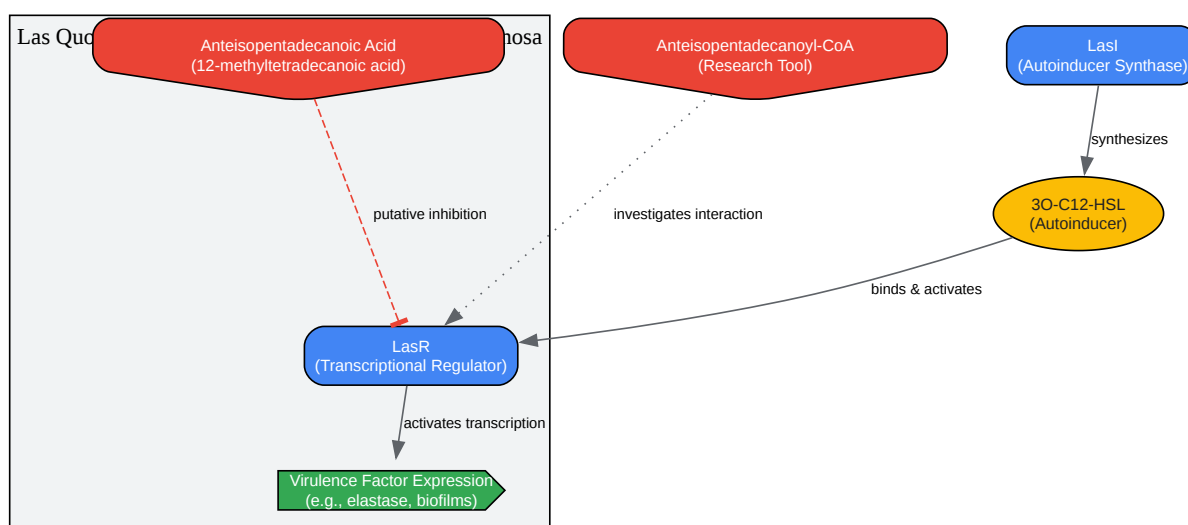 Las Quo
Anteisopentadecanoic Acid
(12-methyltetradecanoic acid)
nosa
Anteisopentadecanoyl-CoA
(Research Tool)
LasI
(Autoinducer Synthase)
synthesizes
3O-C12-HSL
(Autoinducer)
putative inhibition
investigates interaction
binds & activates
LasR
(Transcriptional Regulator)
activates transcription
Virulence Factor Expression
(e.g., elastase, biofilms)